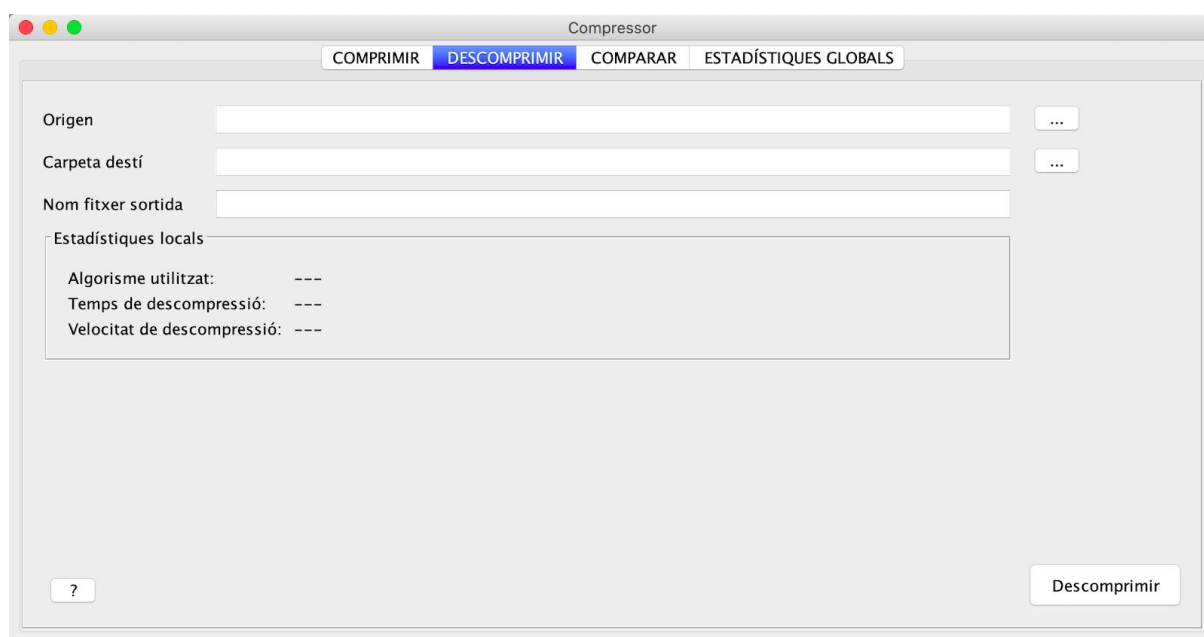 Compressor
COMPRIMIR DESCOMPRIMIR COMPARAR ESTADÍSTIQUES GLOBALS
Origen ...
Carpeta destí ...
Nom fitxer sortida
Estadístiques locals
Algorisme utilitzat: ---
Temps de descompressió: ---
Velocitat de descompressió: ---
? Descomprimir